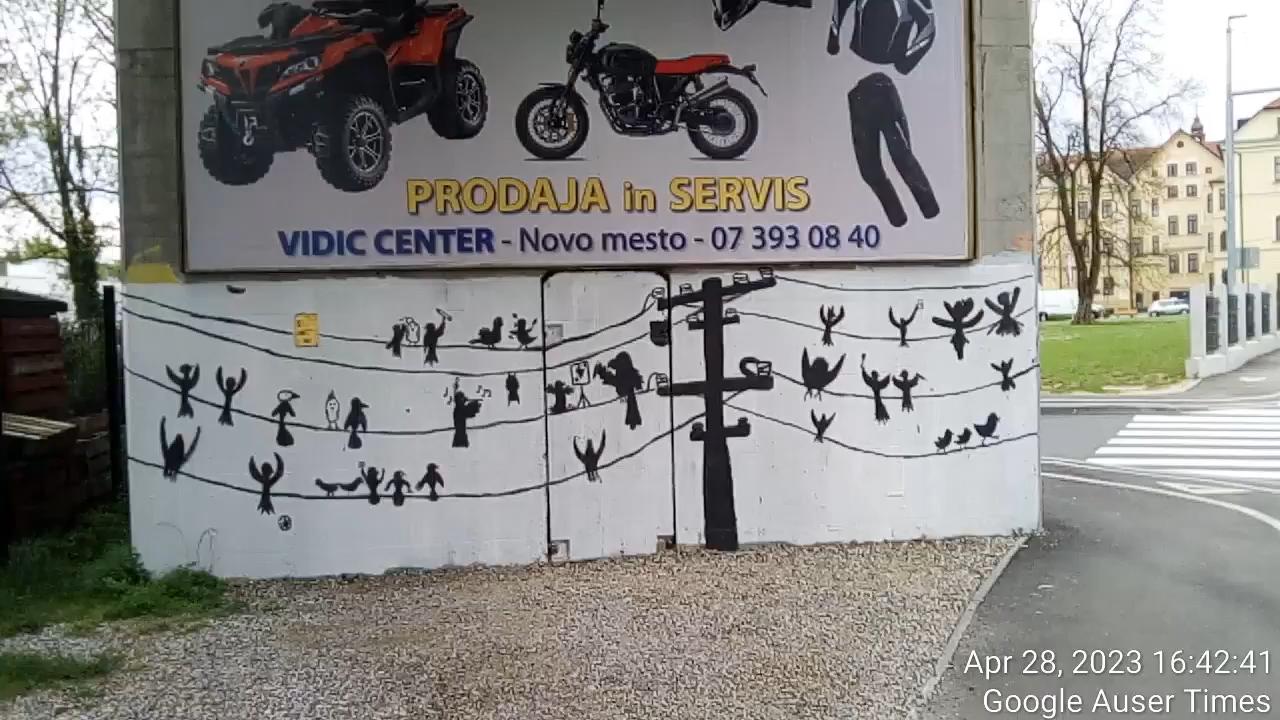 PRODAJA in SERVIS
VIDIC CENTER - Novo mesto - 07 393 08 40
Apr 28, 2023 16:42:41
Google Auser Times